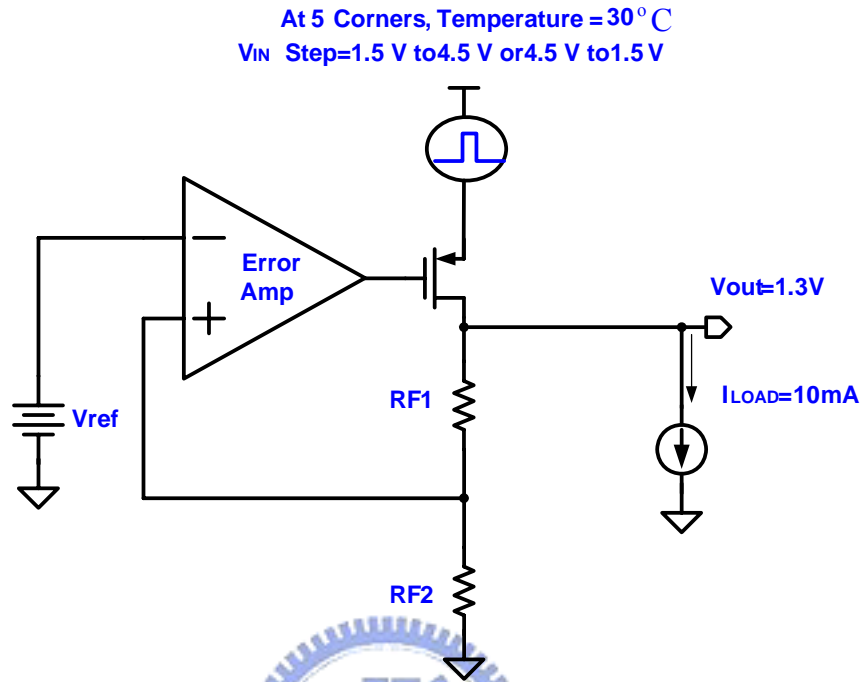 At 5 Corners, Temperature = 30°C
VIN Step=1.5 V to4.5 V or4.5 V to1.5 V
Error
Amp
Vout=1.3V
RF1
ILOAD=10mA
Vref
RF2